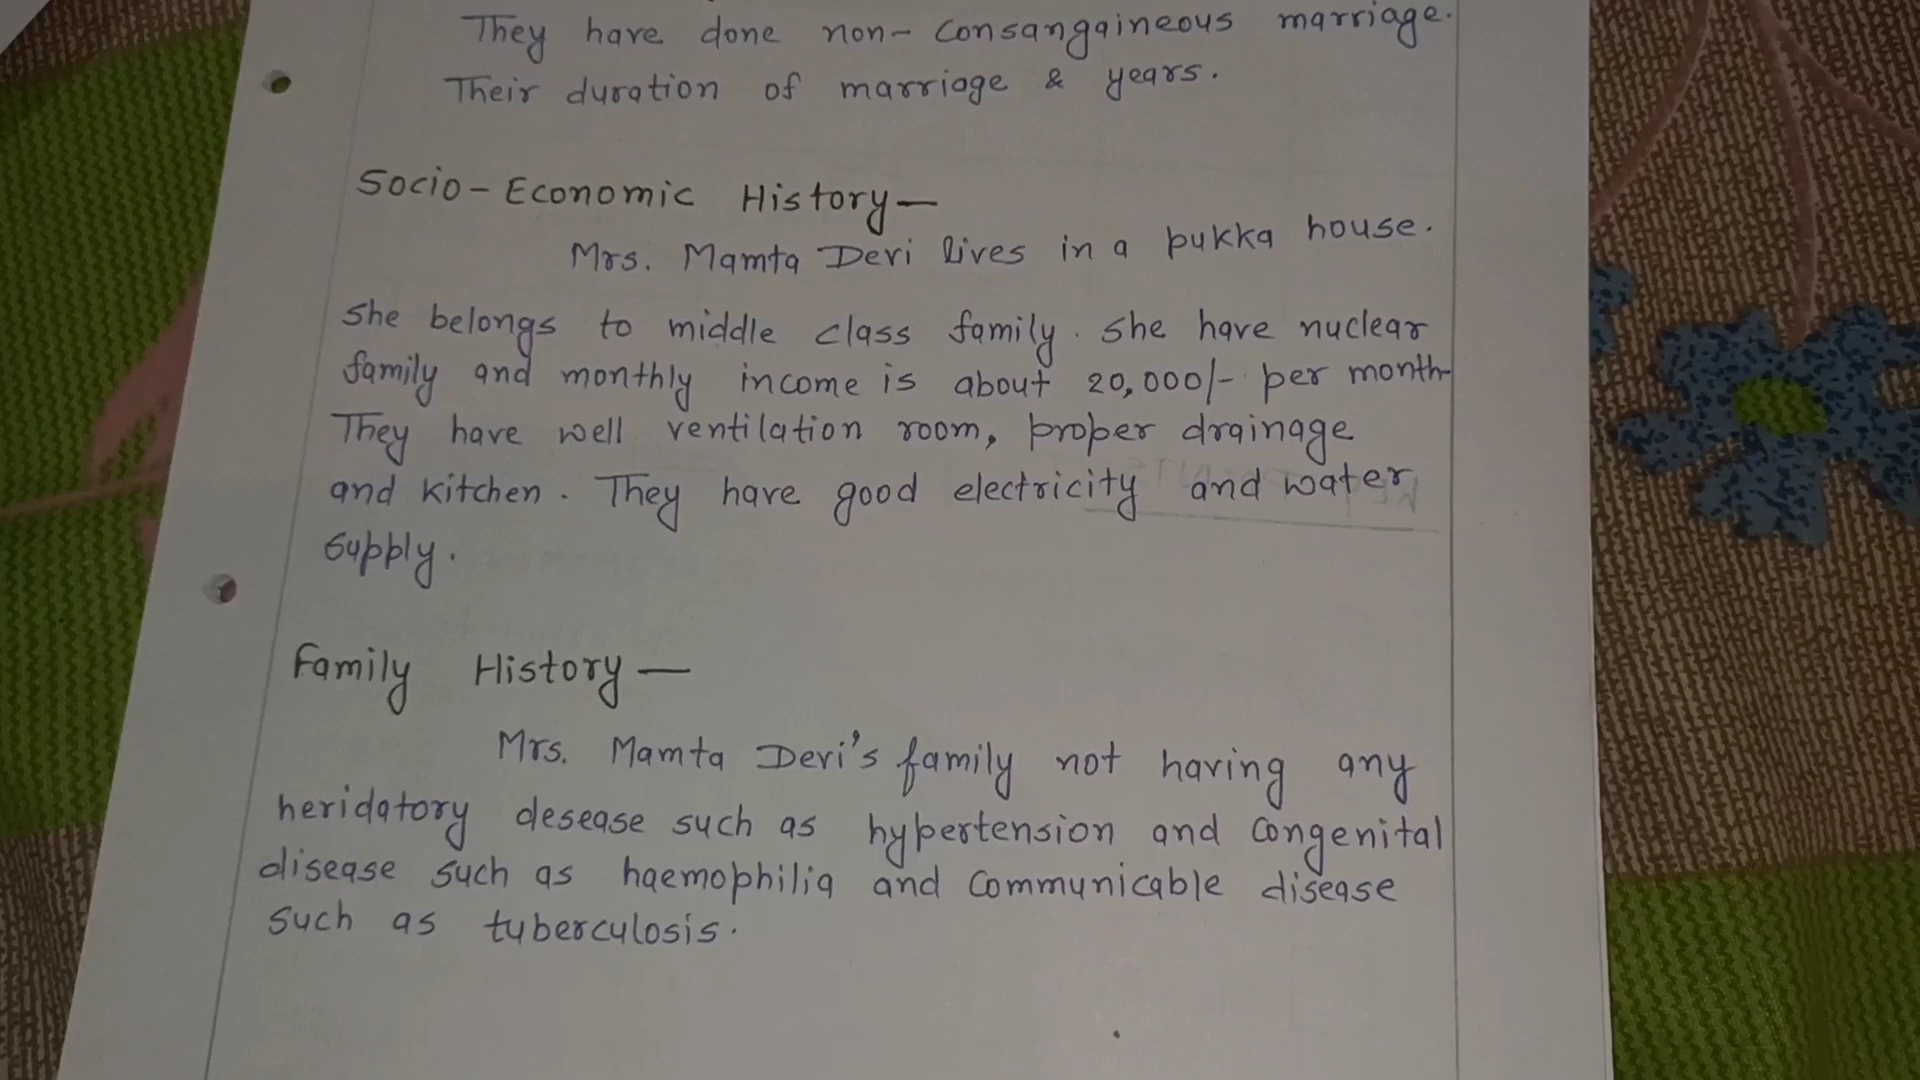 They have done non- consangaineous marriage.
Their duration of marriage & years.
Socio-Economic History—
Mrs. Mamta Devi lives in a pukka house.
She belongs to middle class family. She have nuclear
family and monthly income is about 20,000/- per month
They have well ventilation room, proper drainage
and kitchen. They have good electricity and water
supply.
Family History—
Mrs. Mamta Devi's family not having any
heridatory desease such as hypertension and congenital
disease such as haemophilia and communicable disease
such as tuberculosis.